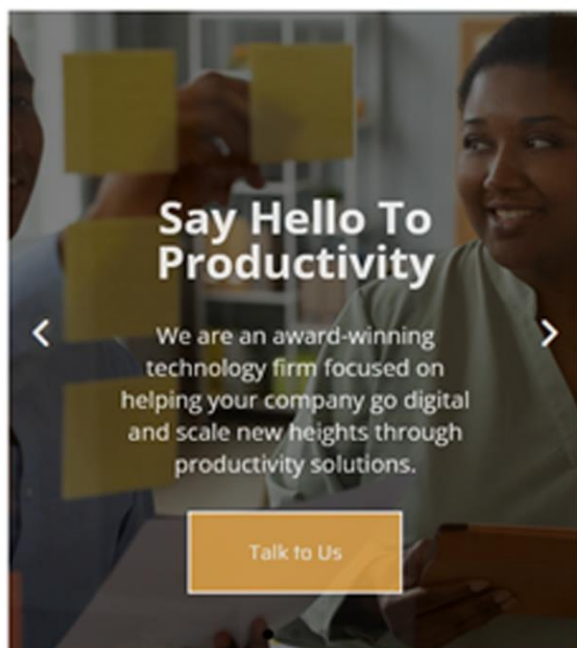 Say Hello To
Productivity
We are an award-winning
technology firm focused on
helping your company go digital
and scale new heights through
productivity solutions.
Talk to Us